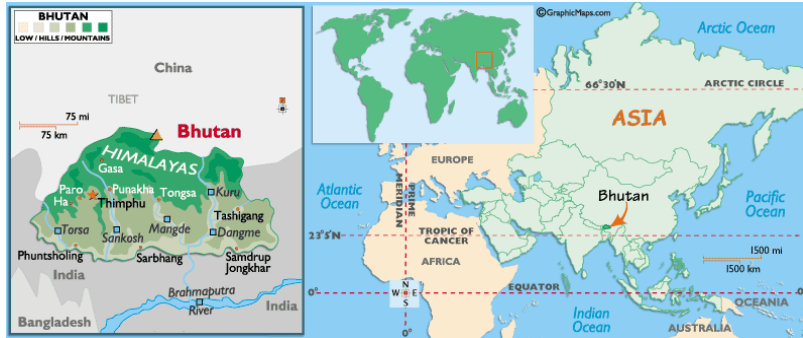 BHUTAN
LOW / HILLS / MOUNTAINS
China
TIBET
75 mi
75 km
Bhutan
HIMALAYAS
Gasa
Paro
Ha
Punakha
Thimphu
Tongsa
Kuru
Tashigang
Torsa
Sankosh
Mangde
Dangme
Phuntsholing
Sarbhang
Samdrup
Jongkhar
India
Brahmaputra
River
India
Bangladesh
©GraphicMaps.com
Arctic Ocean
66°30'N
ARCTIC CIRCLE
ASIA
EUROPE
Atlantic
Ocean
PRIME
MERIDIAN
Bhutan
Pacific
Ocean
TROPIC OF
CANCER
23°5'N
AFRICA
1500 mi
1500 km
N
W E
S
0°
EQUATOR
0°
OCEANIA
Indian
Ocean
AUSTRALIA
0°